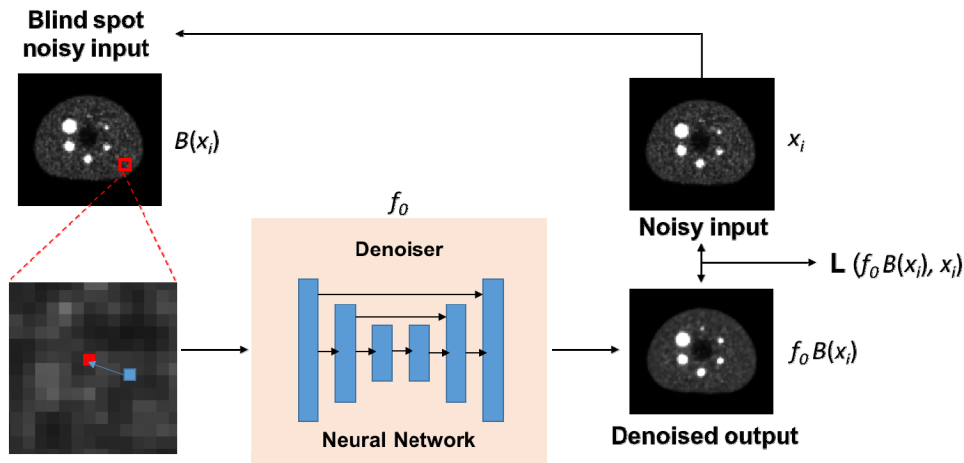 Blind spot
noisy input
B(xᵢ)
xᵢ
Noisy input
f₀
Denoiser
Neural Network
L (f₀ B(xᵢ), xᵢ)
f₀ B(xᵢ)
Denoised output